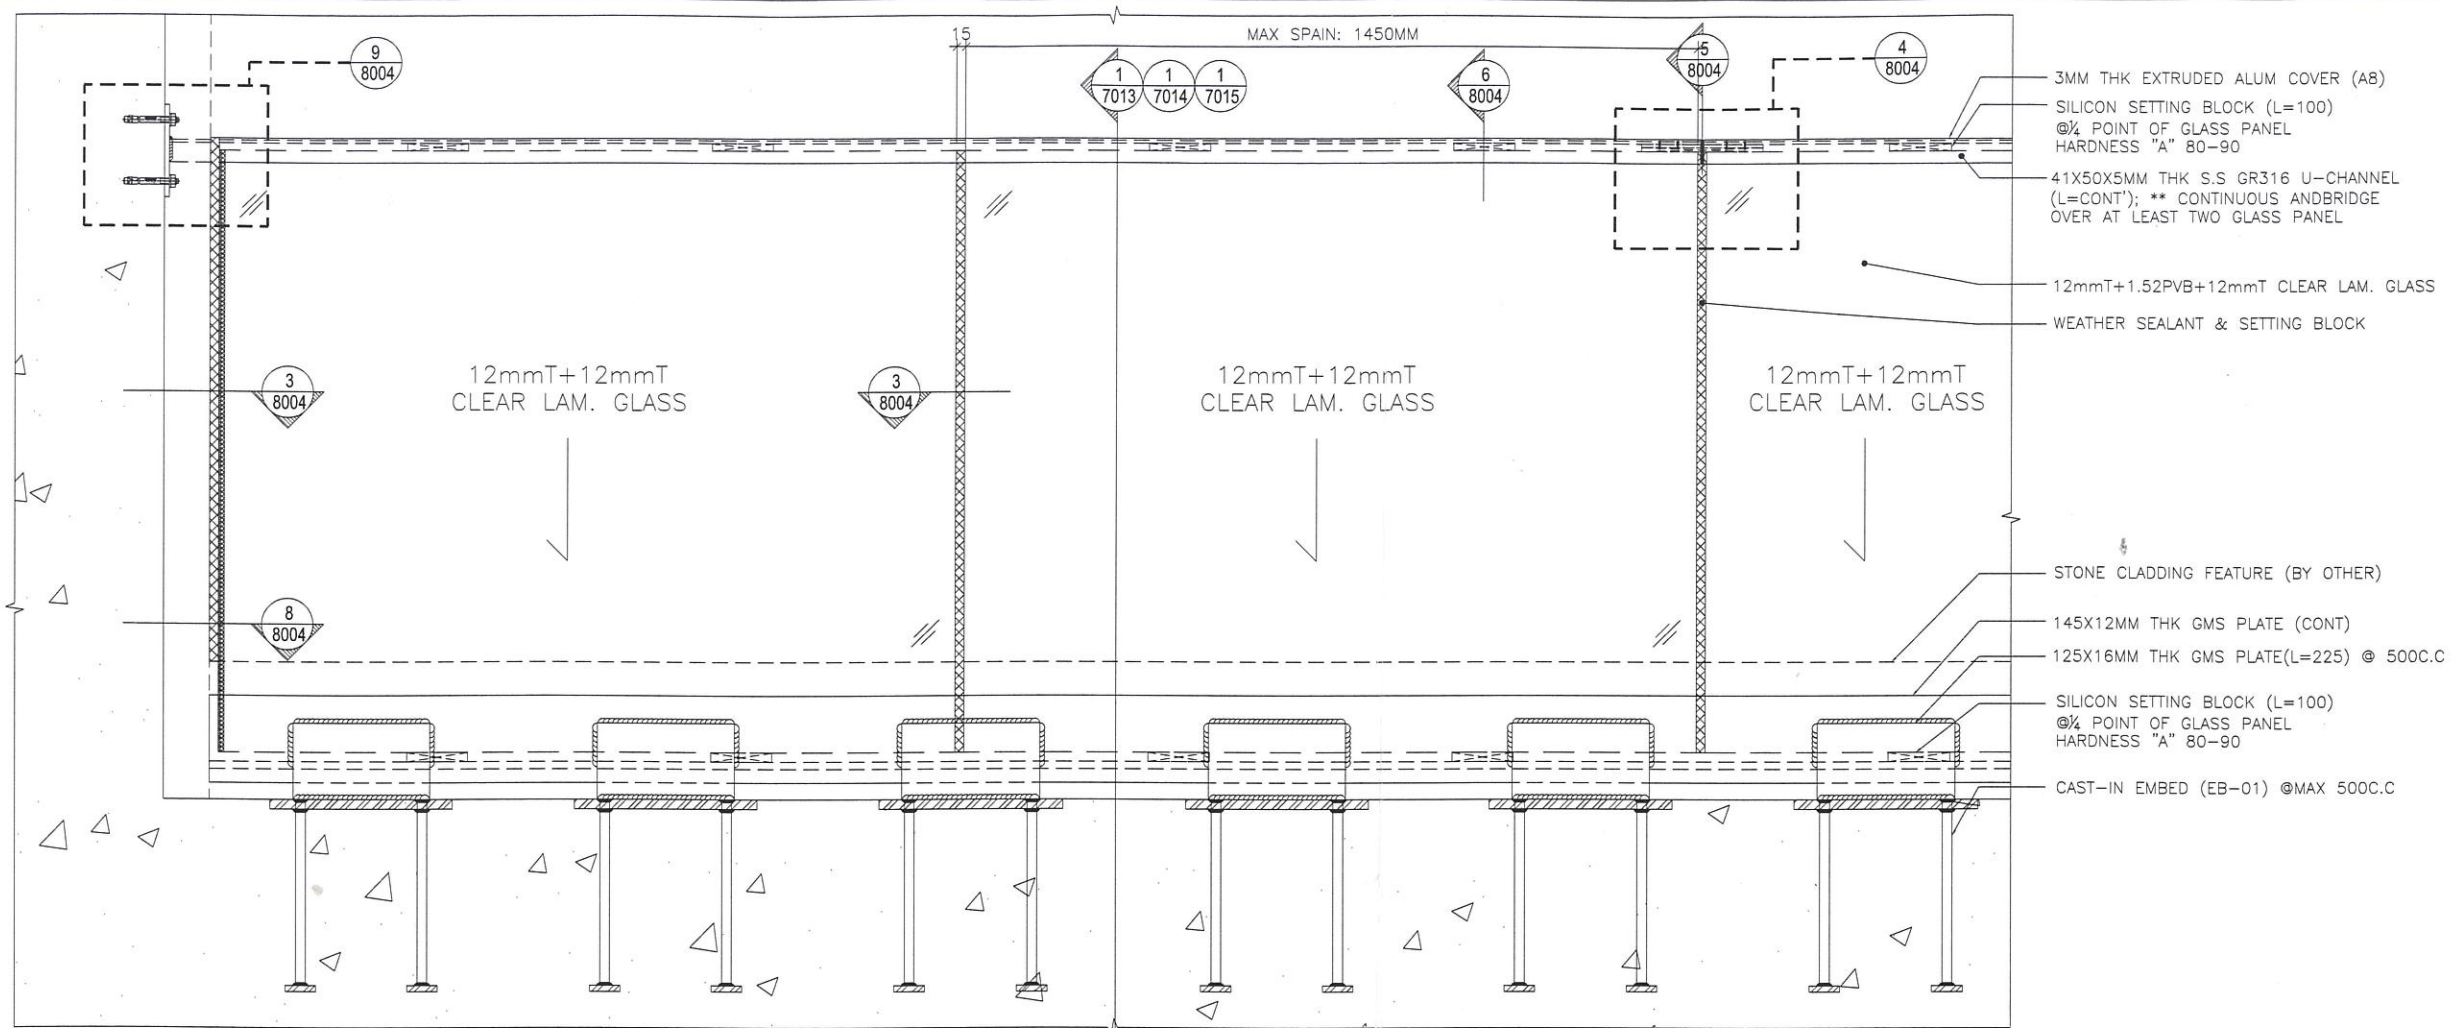 15
MAX SPAIN: 1450MM
9
8004
1
7013
1
7014
1
7015
6
8004
5
8004
4
8004
3MM THK EXTRUDED ALUM COVER (A8)
SILICON SETTING BLOCK (L=100)
@¼ POINT OF GLASS PANEL
HARDNESS "A" 80-90
41X50X5MM THK S.S GR316 U-CHANNEL
(L=CONT'); ** CONTINUOUS ANDBRIDGE
OVER AT LEAST TWO GLASS PANEL
12mmT+1.52PVB+12mmT CLEAR LAM. GLASS
WEATHER SEALANT & SETTING BLOCK
3
8004
12mmT+12mmT
CLEAR LAM. GLASS
3
8004
12mmT+12mmT
CLEAR LAM. GLASS
12mmT+12mmT
CLEAR LAM. GLASS
8
8004
STONE CLADDING FEATURE (BY OTHER)
145X12MM THK GMS PLATE (CONT)
125X16MM THK GMS PLATE(L=225) @ 500C.C
SILICON SETTING BLOCK (L=100)
@¼ POINT OF GLASS PANEL
HARDNESS "A" 80-90
CAST-IN EMBED (EB-01) @MAX 500C.C